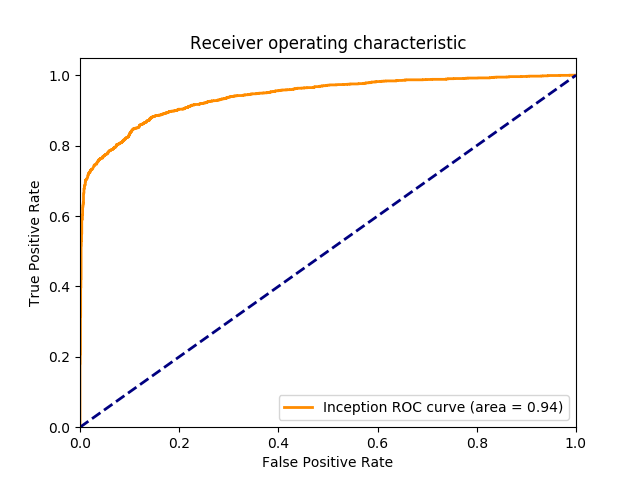 Receiver operating characteristic
True Positive Rate
1.0
0.8
0.6
0.4
0.2
0.0
Inception ROC curve (area = 0.94)
0.0 0.2 0.4 0.6 0.8 1.0
False Positive Rate